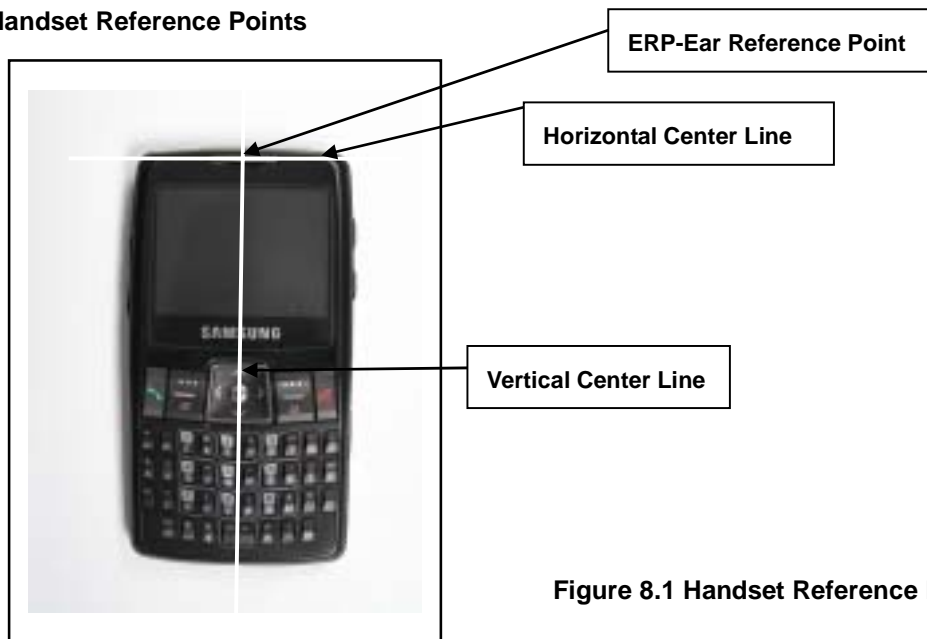 Handset Reference Points
ERP-Ear Reference Point
Horizontal Center Line
SAMSUNG
Vertical Center Line
Figure 8.1 Handset Reference